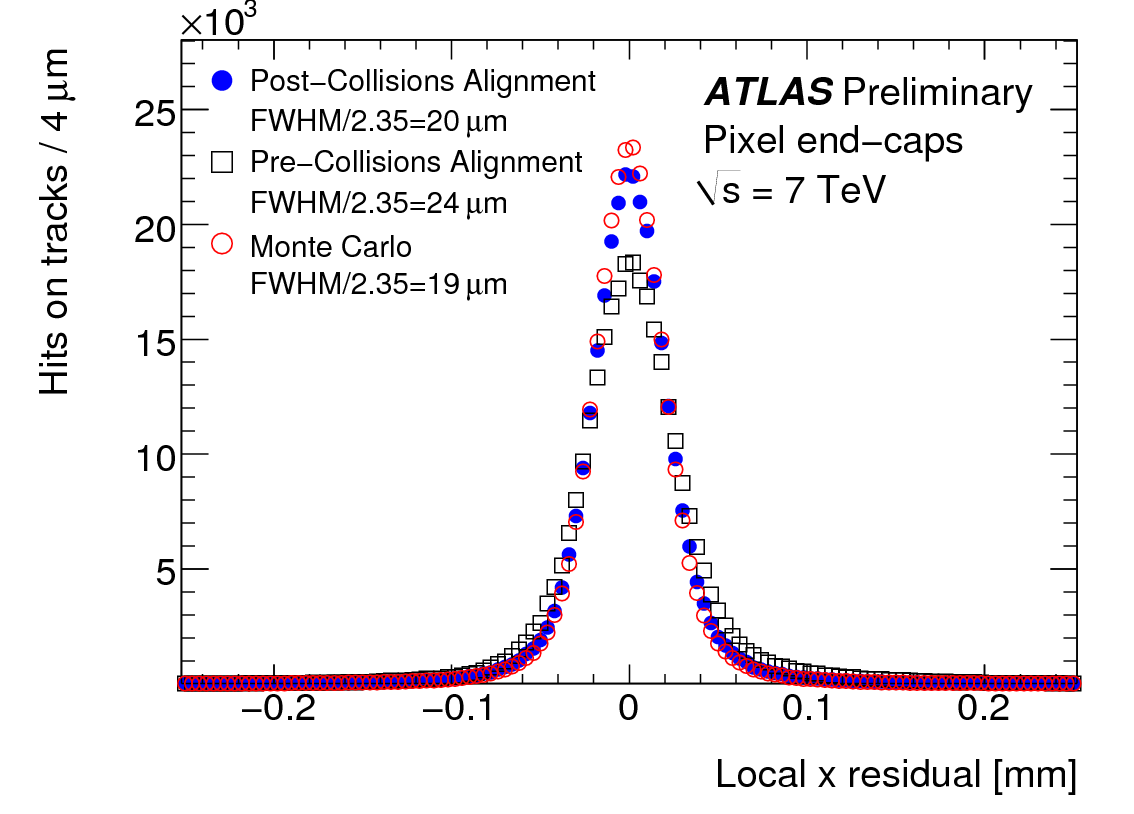 ×10³
Hits on tracks / 4 μm
Post−Collisions Alignment
FWHM/2.35=20 μm
Pre−Collisions Alignment
FWHM/2.35=24 μm
Monte Carlo
FWHM/2.35=19 μm
ATLAS Preliminary
Pixel end−caps
√s = 7 TeV
25
20
15
10
5
−0.2 −0.1 0 0.1 0.2
Local x residual [mm]